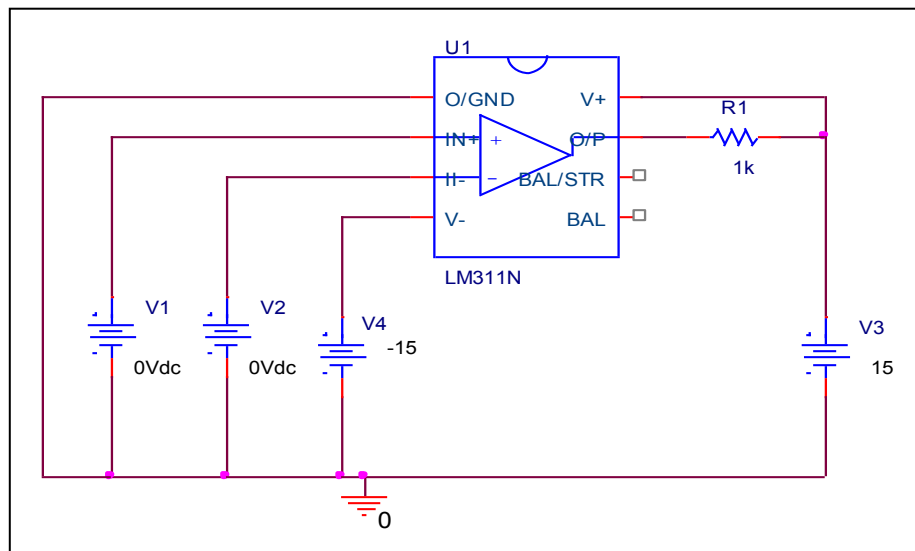 U1
O/GND V+
R1
IN+ + O/P
1k
II- - BAL/STR
V- BAL
LM311N
V1 V2 V4 V3
-15
0Vdc 0Vdc 15
0